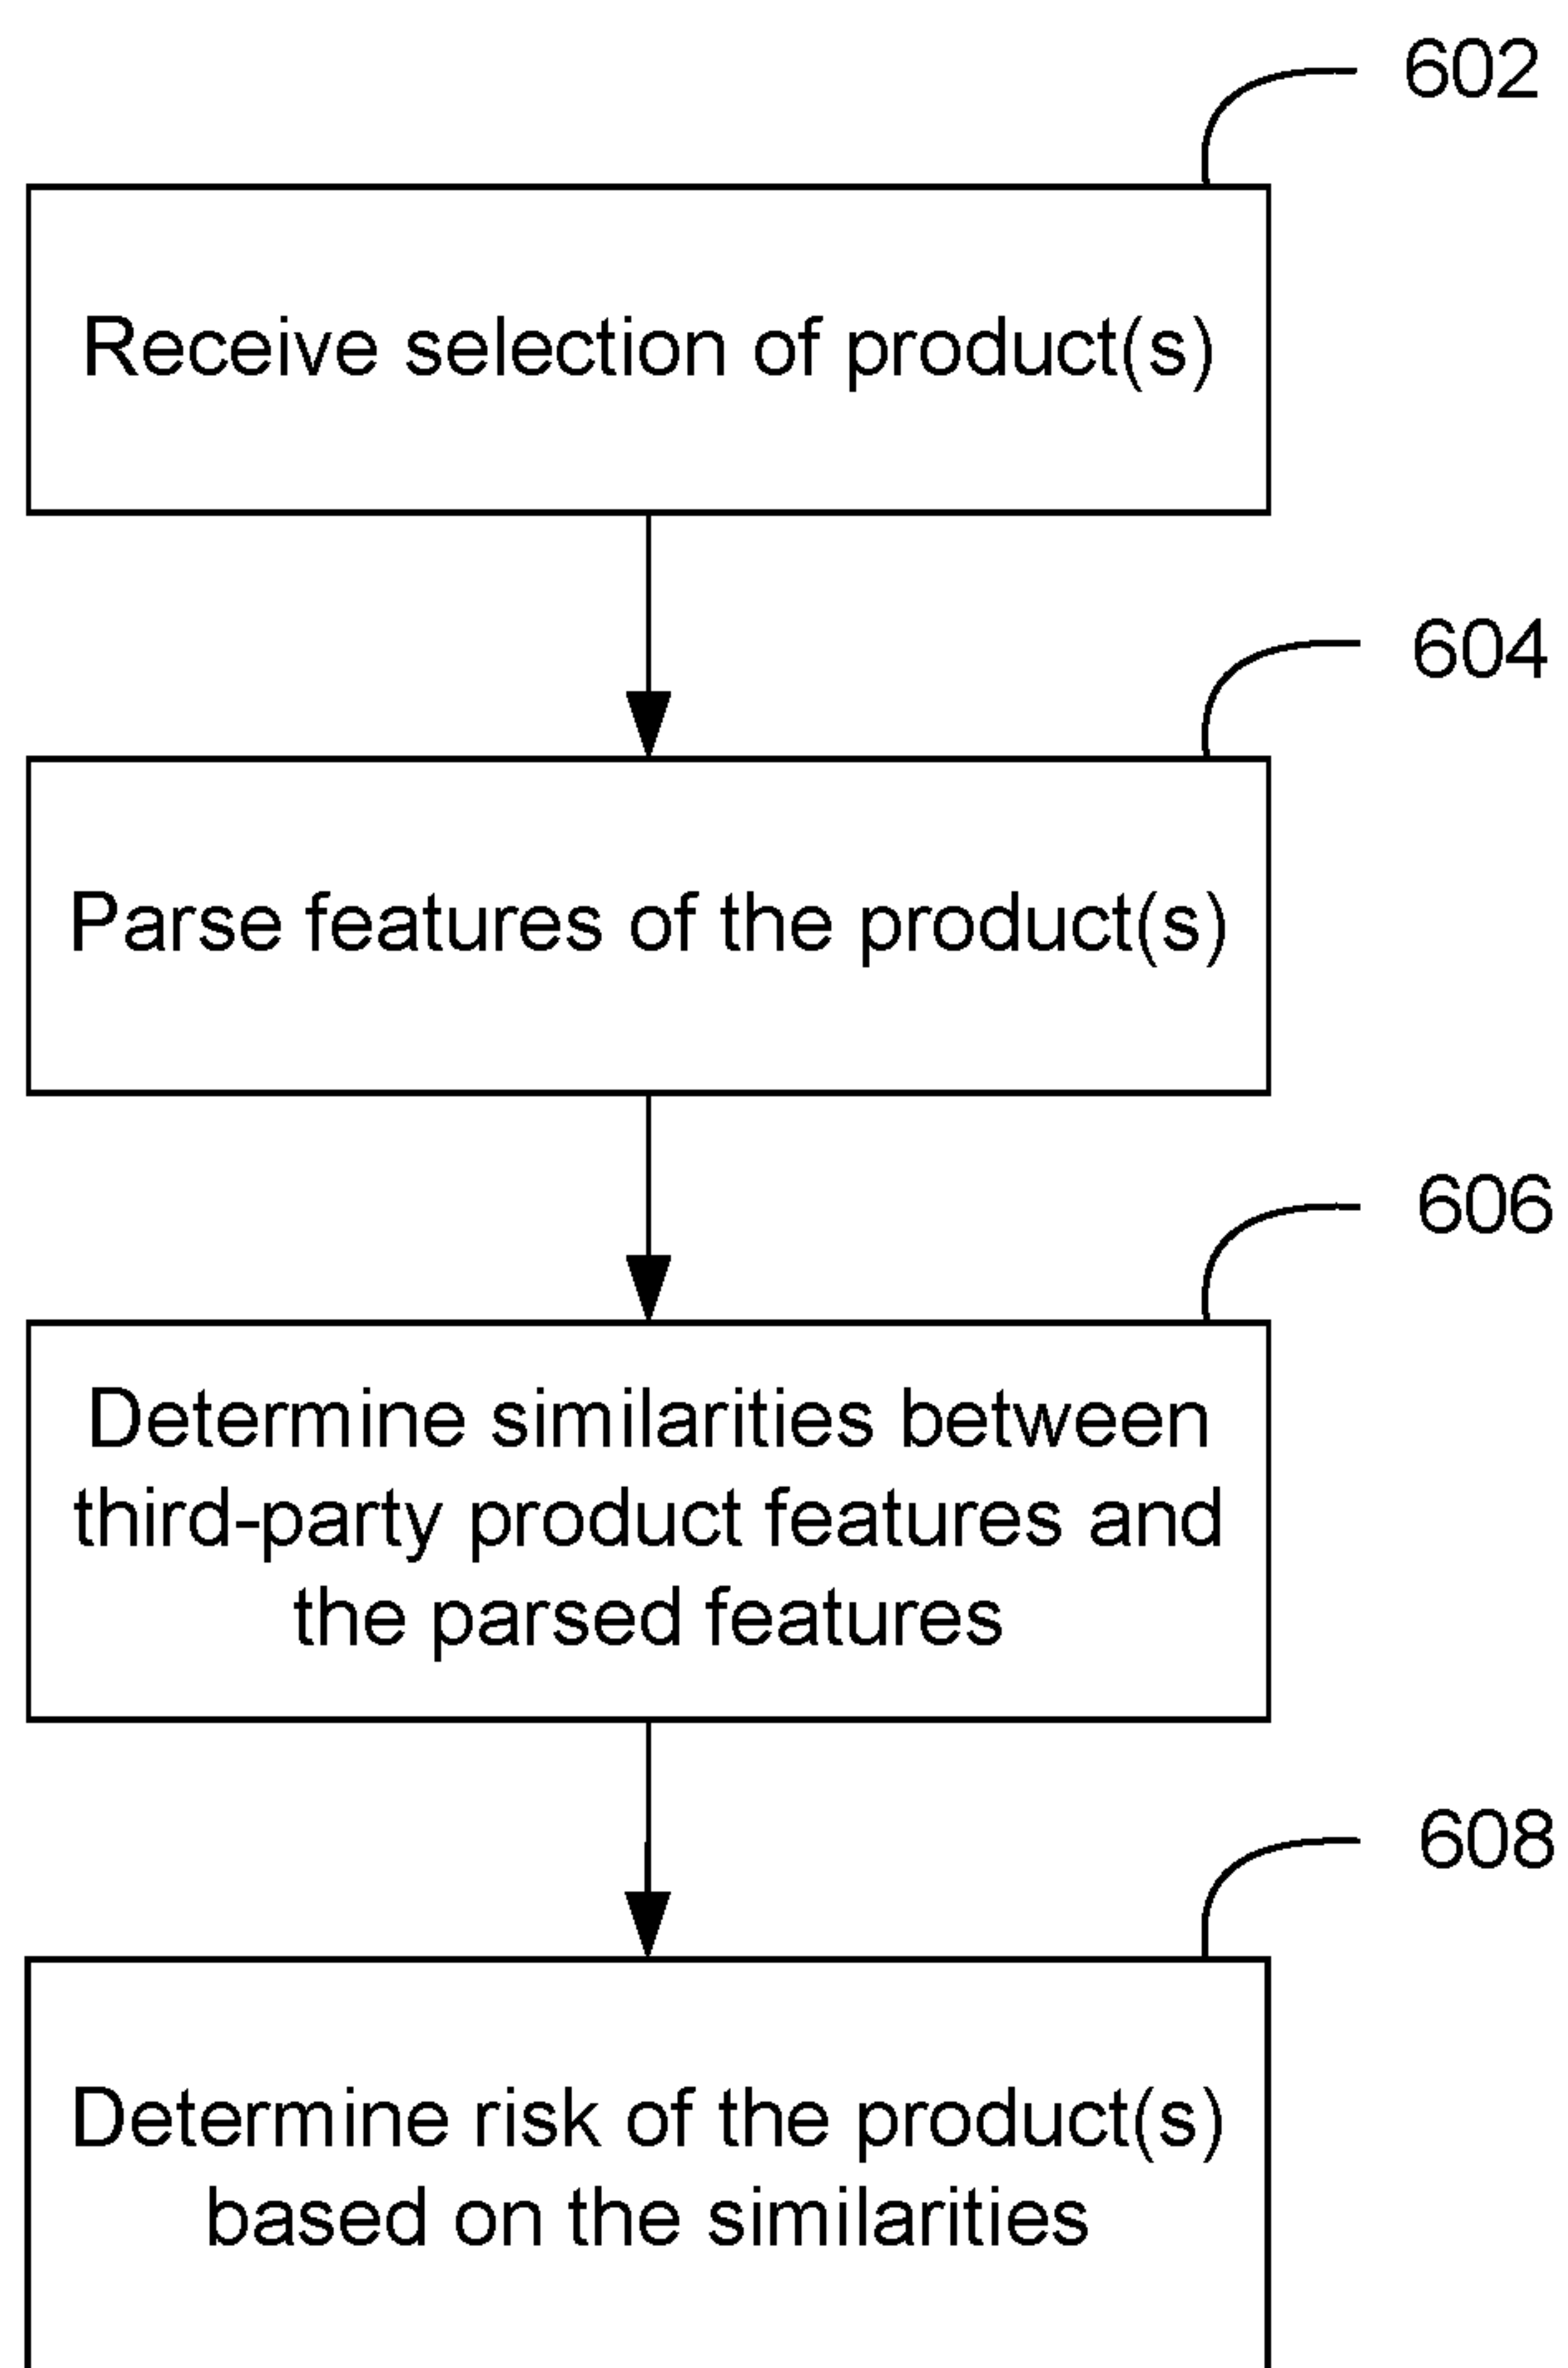 602
Receive selection of product(s)
604
Parse features of the product(s)
606
Determine similarities between
third-party product features and
the parsed features
608
Determine risk of the product(s)
based on the similarities